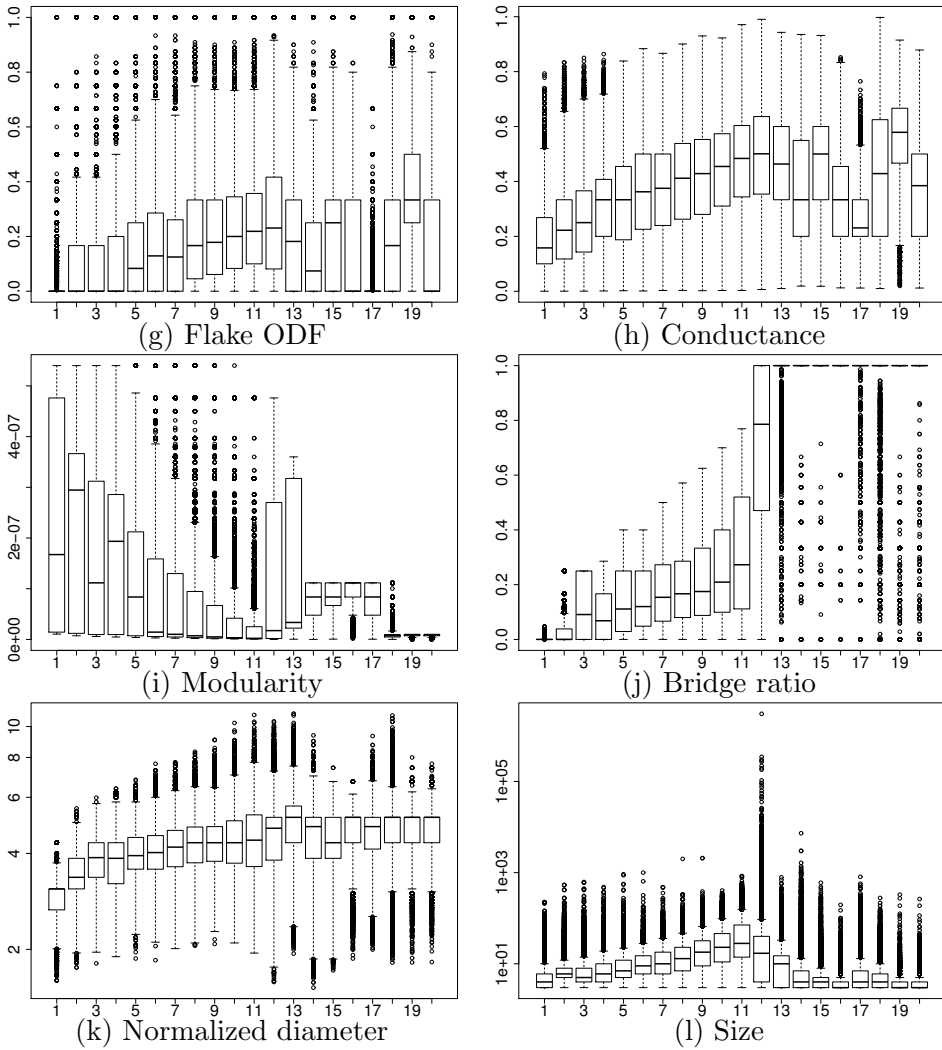 0.0 0.2 0.4 0.6 0.8 1.0
1 3 5 7 9 11 13 15 17 19
(g) Flake ODF
0.0 0.2 0.4 0.6 0.8 1.0
1 3 5 7 9 11 13 15 17 19
(h) Conductance
0e+00 2e-07 4e-07
1 3 5 7 9 11 13 15 17 19
(i) Modularity
0.0 0.2 0.4 0.6 0.8 1.0
1 3 5 7 9 11 13 15 17 19
(j) Bridge ratio
2 4 6 8 10
1 3 5 7 9 11 13 15 17 19
(k) Normalized diameter
1e+01 1e+03 1e+05
1 3 5 7 9 11 13 15 17 19
(l) Size